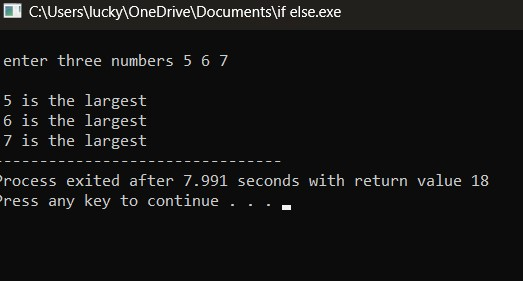 C:\Users\lucky\OneDrive\Documents\if else.exe
enter three numbers 5 6 7
5 is the largest
6 is the largest
7 is the largest
--------------------------------
Process exited after 7.991 seconds with return value 18
Press any key to continue . . .